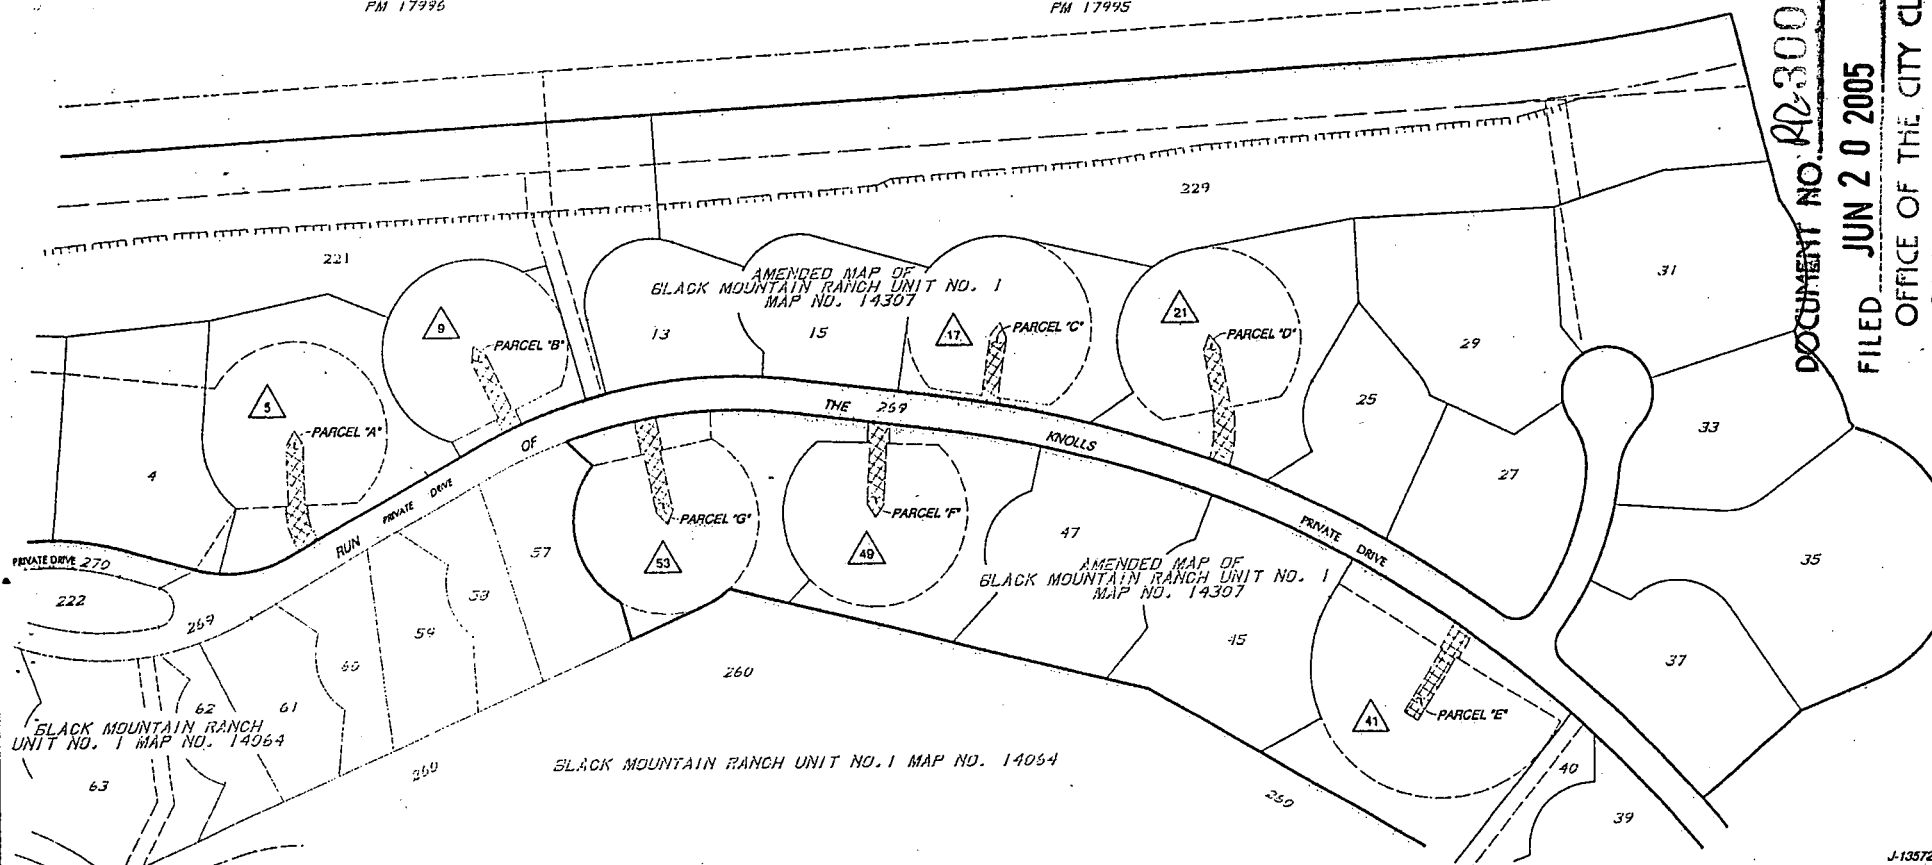 PM 17996
PM 17995
DOCUMENT NO. RR-300
FILED JUN 2 0 2005
OFFICE OF THE CITY CL
229
221
31
AMENDED MAP OF
BLACK MOUNTAIN RANCH UNIT NO. 1
MAP NO. 14307
9
PARCEL "B"
13
15
17
PARCEL "C"
21
PARCEL "D"
29
5
PARCEL "A"
25
33
4
RUN OF THE KNOLLS
269
PRIVATE DRIVE
27
PARCEL "G"
PARCEL "F"
53
49
47
57
PRIVATE DRIVE
PRIVATE DRIVE 270
222
269
58
59
60
61
62
63
AMENDED MAP OF
BLACK MOUNTAIN RANCH UNIT NO. 1
MAP NO. 14307
35
45
37
260
41
PARCEL "E"
BLACK MOUNTAIN RANCH
UNIT NO. 1 MAP NO. 14064
260
BLACK MOUNTAIN RANCH UNIT NO.1 MAP NO. 14064
260
40
39